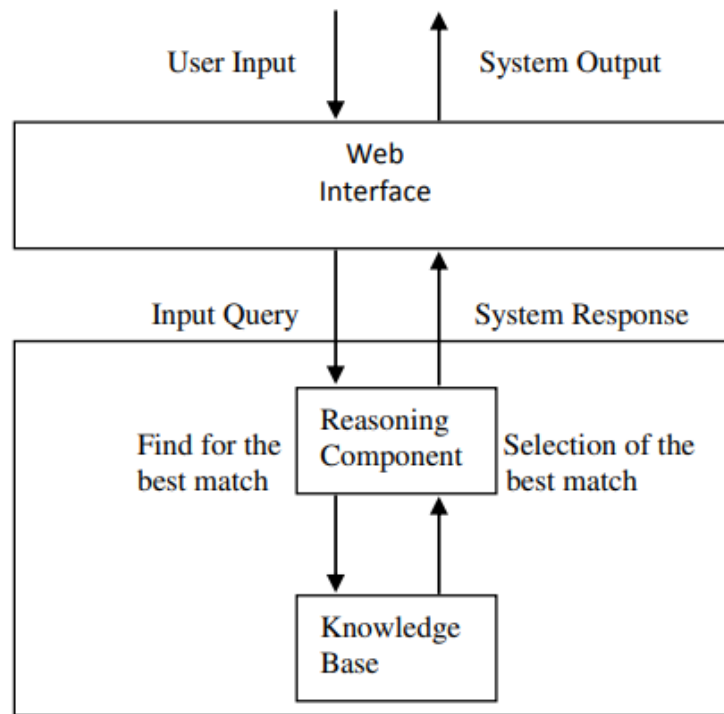 User Input
System Output
Web
Interface
Input Query
System Response
Reasoning
Component
Find for the
best match
Selection of the
best match
Knowledge
Base